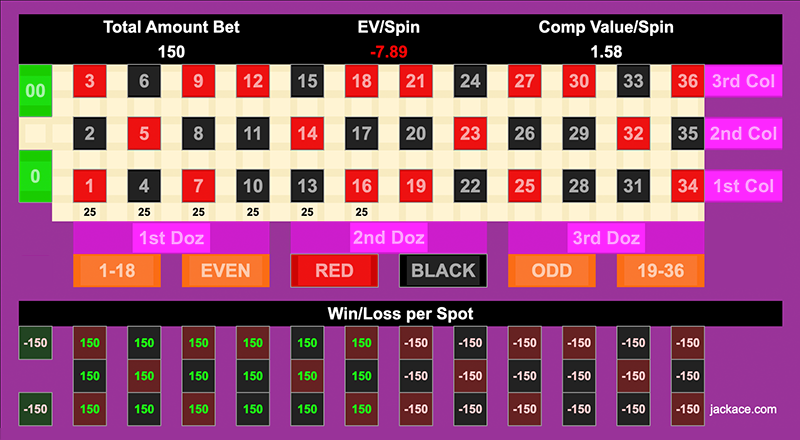 Total Amount Bet EV/Spin Comp Value/Spin
150 -7.89 1.58
00 3 6 9 12 15 18 21 24 27 30 33 36 3rd Col
2 5 8 11 14 17 20 23 26 29 32 35 2nd Col
0 1 4 7 10 13 16 19 22 25 28 31 34 1st Col
25 25 25 25 25 25
1st Doz 2nd Doz 3rd Doz
1-18 EVEN RED BLACK ODD 19-36
Win/Loss per Spot
-150 150 150 150 150 150 150 -150 -150 -150 -150 -150 -150
150 150 150 150 150 150 -150 -150 -150 -150 -150 -150
-150 150 150 150 150 150 150 -150 -150 -150 -150 -150 -150 jackace.com